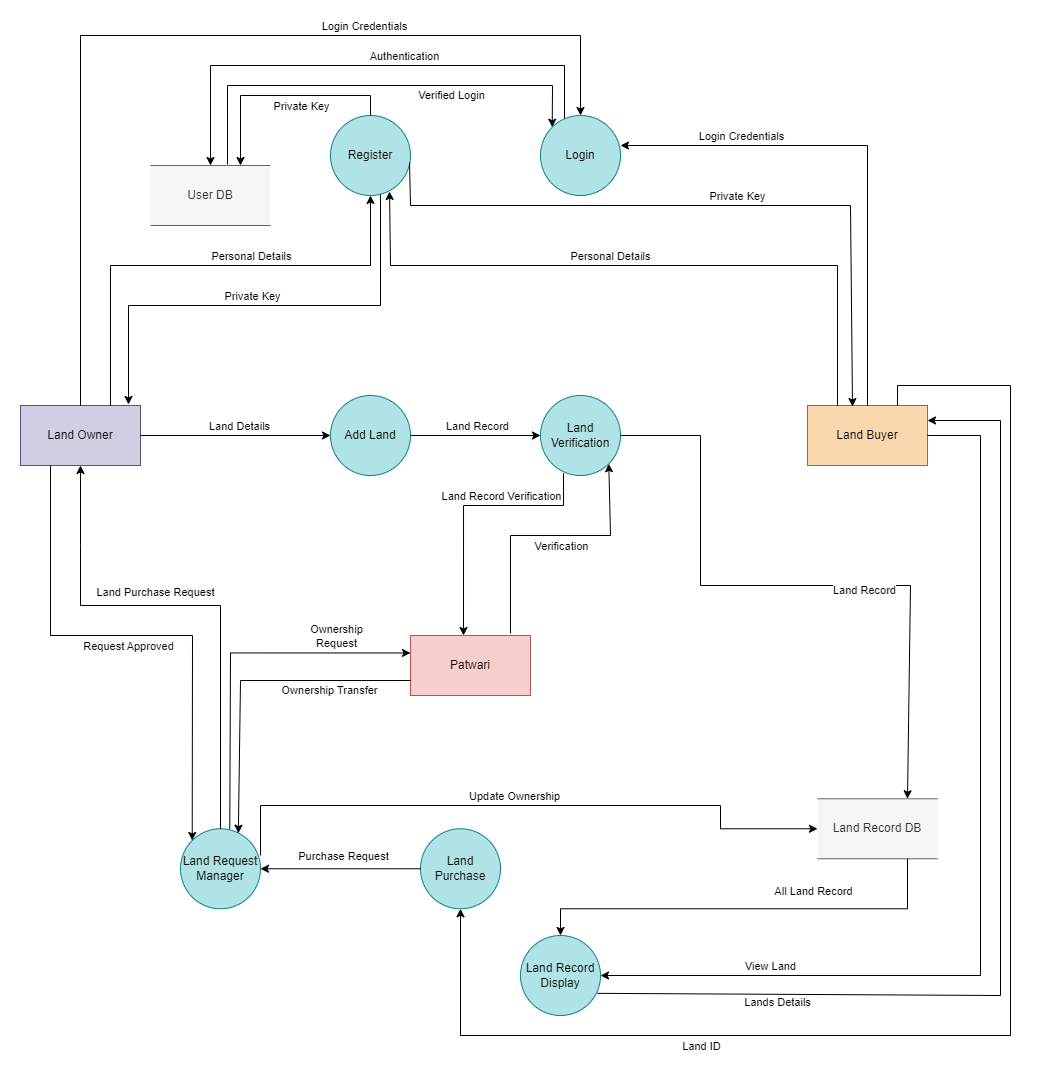 Login Credentials
Authentication
Verified Login
Private Key
Login Credentials
Register
Login
User DB
Private Key
Personal Details
Personal Details
Private Key
Land Owner
Land Details
Add Land
Land Record
Land
Verification
Land Buyer
Land Record Verification
Verification
Land Purchase Request
Land Record
Ownership
Request
Request Approved
Patwari
Ownership Transfer
Update Ownership
Land Record DB
Purchase Request
Land Request
Manager
Land
Purchase
All Land Record
View Land
Land Record
Display
Lands Details
Land ID